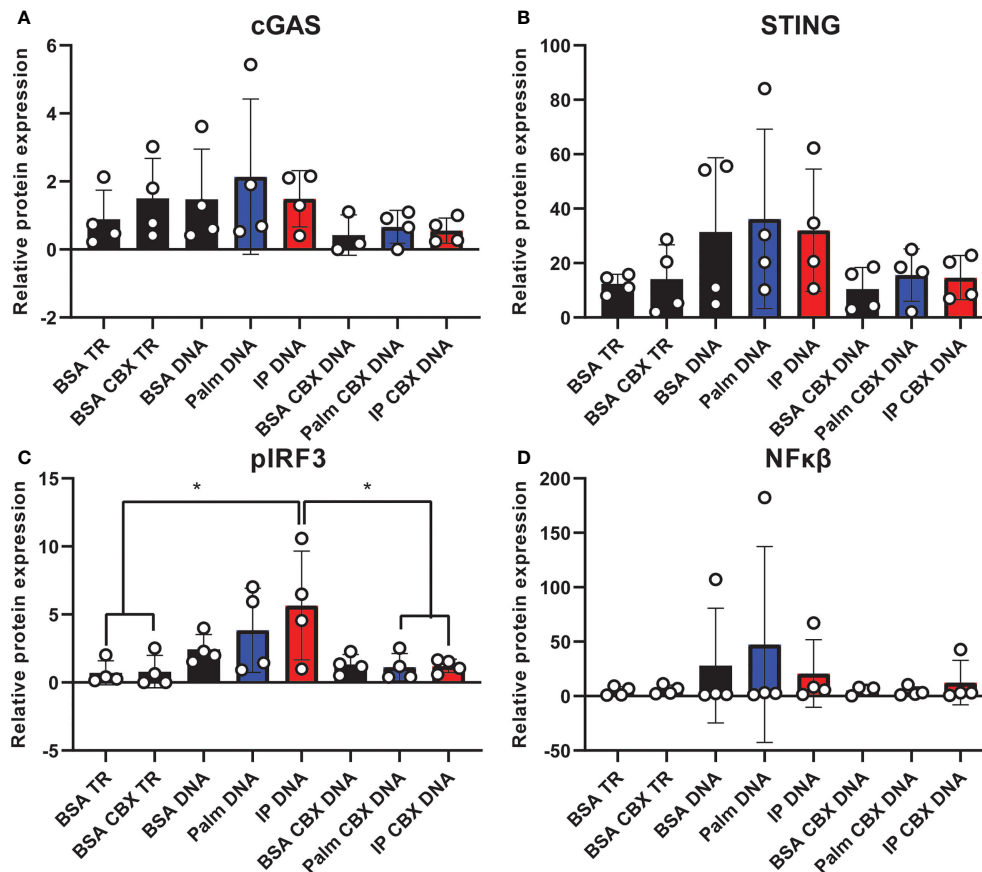 A
cGAS
Relative protein expression
6
4
2
0
-2
BSA TR
BSA CBX TR
BSA DNA
Palm DNA
IP DNA
BSA CBX DNA
Palm CBX DNA
IP CBX DNA
B
STING
Relative protein expression
100
80
60
40
20
0
BSA TR
BSA CBX TR
BSA DNA
Palm DNA
IP DNA
BSA CBX DNA
Palm CBX DNA
IP CBX DNA
C
pIRF3
Relative protein expression
15
10
5
0
-5
*
*
BSA TR
BSA CBX TR
BSA DNA
Palm DNA
IP DNA
BSA CBX DNA
Palm CBX DNA
IP CBX DNA
D
NFκβ
Relative protein expression
200
150
100
50
0
-50
BSA TR
BSA CBX TR
BSA DNA
Palm DNA
IP DNA
BSA CBX DNA
Palm CBX DNA
IP CBX DNA